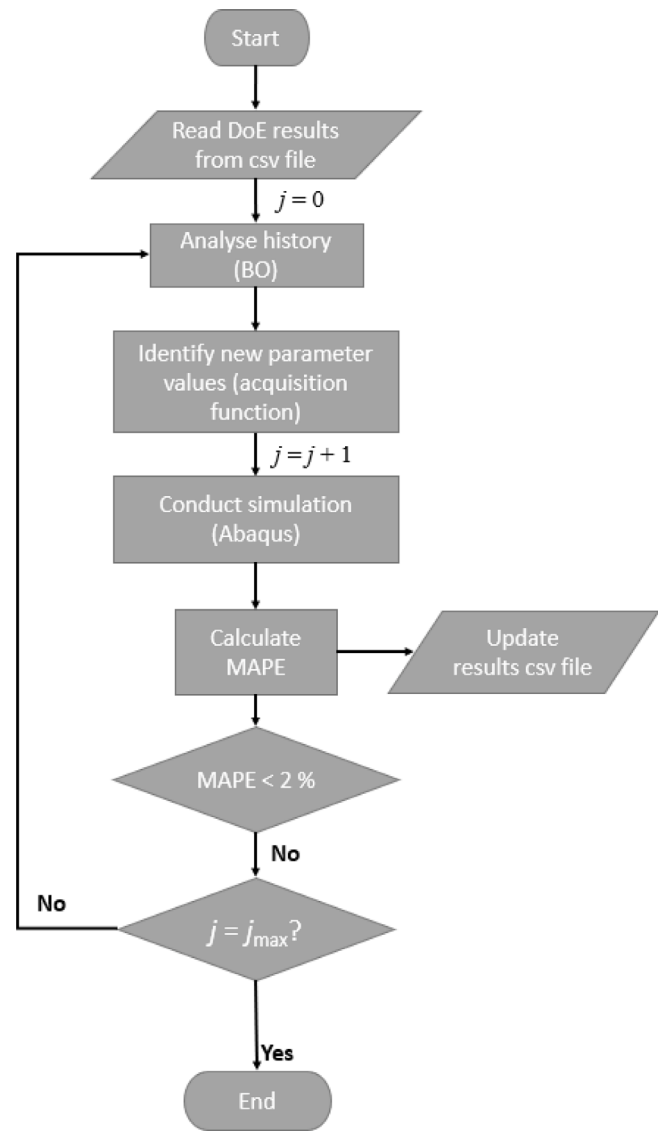 Start
Read DoE results
from csv file
j = 0
Analyse history
(BO)
Identify new parameter
values (acquisition
function)
j = j + 1
Conduct simulation
(Abaqus)
Calculate
MAPE
Update
results csv file
MAPE < 2 %
No
No
j = jmax?
Yes
End